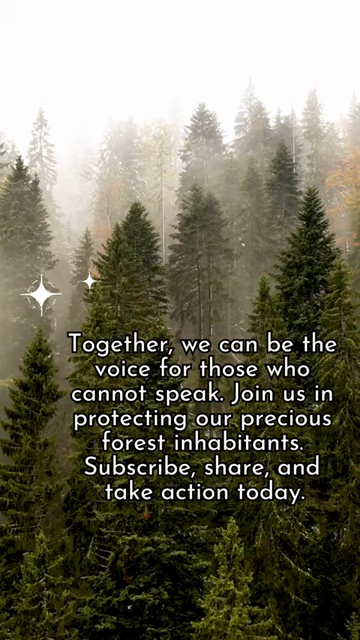 Together, we can be the
voice for those who
cannot speak. Join us in
protecting our precious
forest inhabitants.
Subscribe, share, and
take action today.